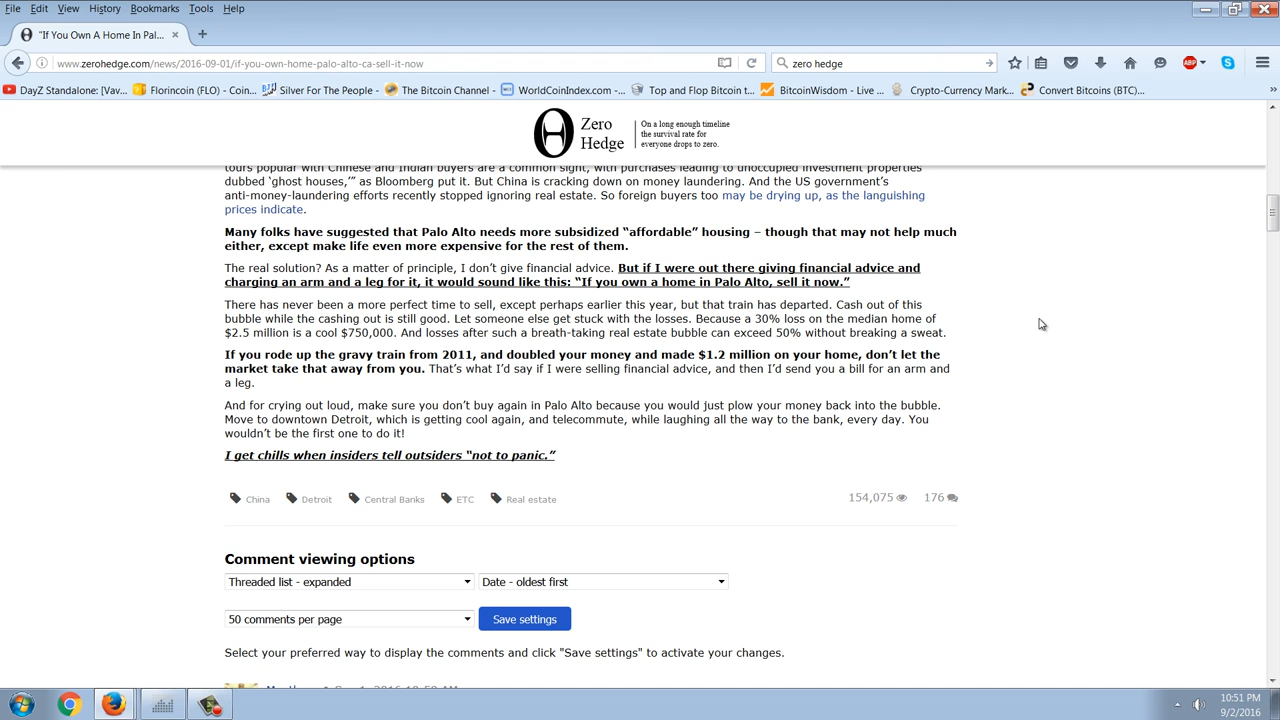 File Edit View History Bookmarks Tools Help
"If You Own A Home In Pal... × +
www.zerohedge.com/news/2016-09-01/if-you-own-home-palo-alto-ca-sell-it-now zero hedge ABP
DayZ Standalone: [Vav... Florincoin (FLO) - Coin... Silver For The People - The Bitcoin Channel - WorldCoinIndex.com -... Top and Flop Bitcoin t... BitcoinWisdom - Live ... Crypto-Currency Mark... Convert Bitcoins (BTC)... »
Zero Hedge
On a long enough timeline
the survival rate for
everyone drops to zero.
tours popular with Chinese and Indian buyers are a common sight, with purchases leading to unoccupied investment properties
dubbed ‘ghost houses,’” as Bloomberg put it. But China is cracking down on money laundering. And the US government’s
anti-money-laundering efforts recently stopped ignoring real estate. So foreign buyers too may be drying up, as the languishing
prices indicate.
Many folks have suggested that Palo Alto needs more subsidized “affordable” housing – though that may not help much
either, except make life even more expensive for the rest of them.
The real solution? As a matter of principle, I don’t give financial advice. But if I were out there giving financial advice and
charging an arm and a leg for it, it would sound like this: “If you own a home in Palo Alto, sell it now.”
There has never been a more perfect time to sell, except perhaps earlier this year, but that train has departed. Cash out of this
bubble while the cashing out is still good. Let someone else get stuck with the losses. Because a 30% loss on the median home of
$2.5 million is a cool $750,000. And losses after such a breath-taking real estate bubble can exceed 50% without breaking a sweat.
If you rode up the gravy train from 2011, and doubled your money and made $1.2 million on your home, don’t let the
market take that away from you. That’s what I’d say if I were selling financial advice, and then I’d send you a bill for an arm and
a leg.
And for crying out loud, make sure you don’t buy again in Palo Alto because you would just plow your money back into the bubble.
Move to downtown Detroit, which is getting cool again, and telecommute, while laughing all the way to the bank, every day. You
wouldn’t be the first one to do it!
I get chills when insiders tell outsiders “not to panic.”
China Detroit Central Banks ETC Real estate 154,075 176
Comment viewing options
Threaded list - expanded Date - oldest first
50 comments per page Save settings
Select your preferred way to display the comments and click "Save settings" to activate your changes.
10:51 PM
9/2/2016